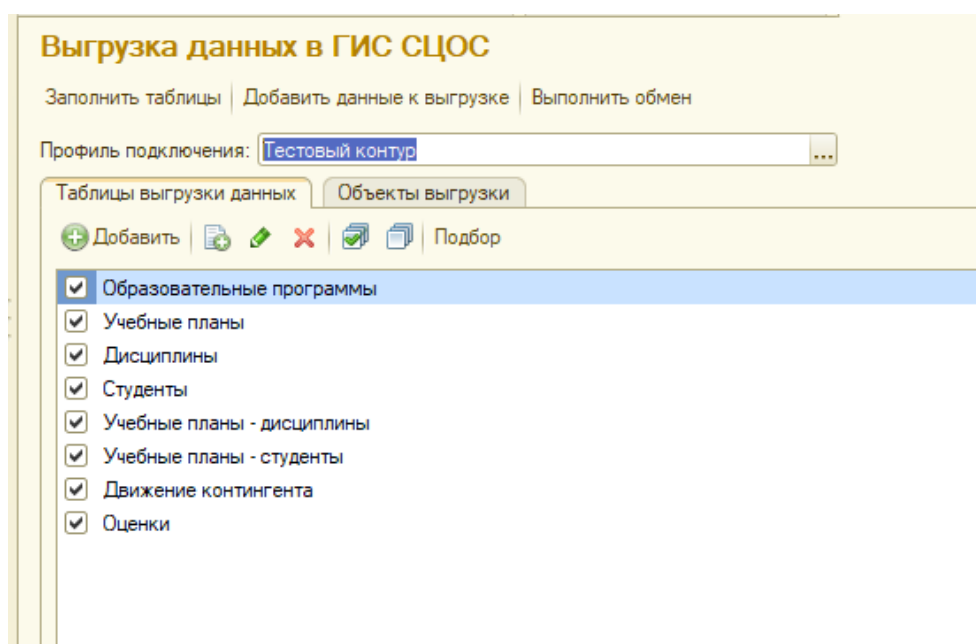 Выгрузка данных в ГИС СЦОС
Заполнить таблицы Добавить данные к выгрузке Выполнить обмен
Профиль подключения: Тестовый контур ...
Таблицы выгрузки данных Объекты выгрузки
Добавить Подбор
Образовательные программы
Учебные планы
Дисциплины
Студенты
Учебные планы - дисциплины
Учебные планы - студенты
Движение контингента
Оценки